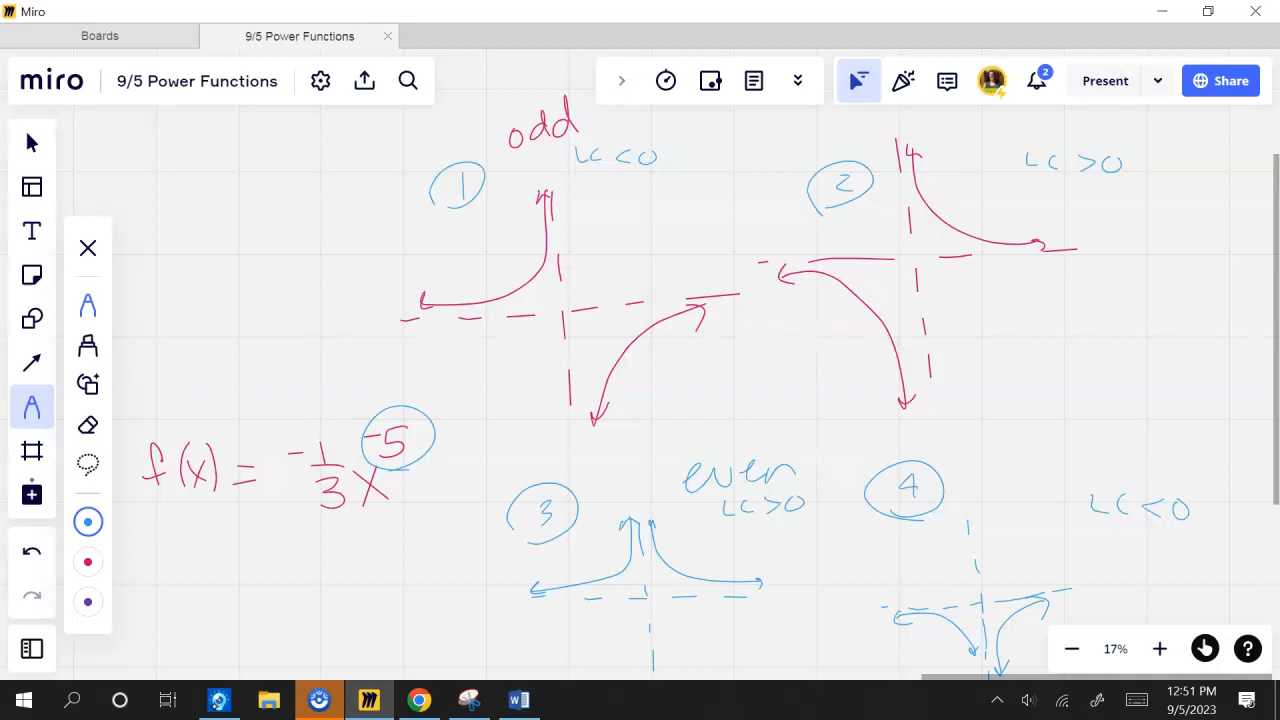 Miro
Boards
9/5 Power Functions
miro
9/5 Power Functions
2
Present
Share
odd
LC < 0
1
2
LC > 0
f(x) = -1/3 x^-5
even
LC > 0
3
4
LC < 0
17%
12:51 PM
9/5/2023